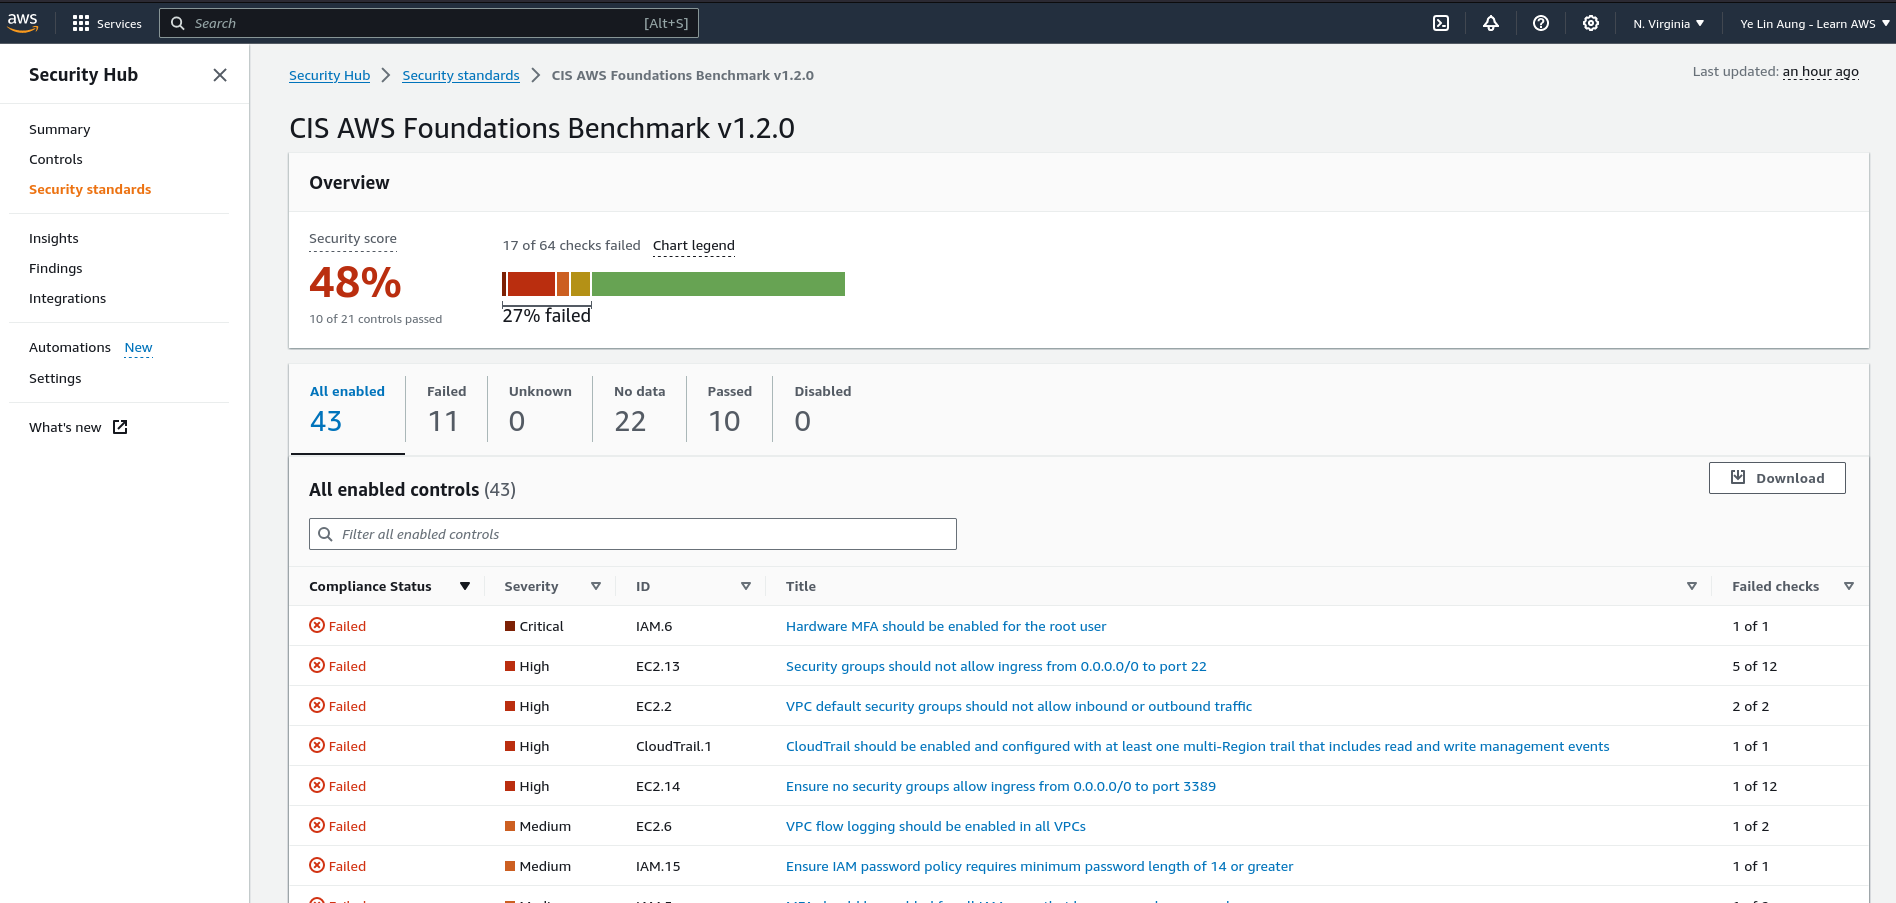 aws Services Search [Alt+S] N. Virginia Ye Lin Aung - Learn AWS
Security Hub
Summary
Controls
Security standards
Insights
Findings
Integrations
Automations New
Settings
What's new
Security Hub Security standards CIS AWS Foundations Benchmark v1.2.0
Last updated: an hour ago
CIS AWS Foundations Benchmark v1.2.0
Overview
Security score
48%
10 of 21 controls passed
17 of 64 checks failed Chart legend
27% failed
All enabled Failed Unknown No data Passed Disabled
43 11 0 22 10 0
All enabled controls (43)
Download
Filter all enabled controls
Compliance Status Severity ID Title Failed checks
Failed Critical IAM.6 Hardware MFA should be enabled for the root user 1 of 1
Failed High EC2.13 Security groups should not allow ingress from 0.0.0.0/0 to port 22 5 of 12
Failed High EC2.2 VPC default security groups should not allow inbound or outbound traffic 2 of 2
Failed High CloudTrail.1 CloudTrail should be enabled and configured with at least one multi-Region trail that includes read and write management events 1 of 1
Failed High EC2.14 Ensure no security groups allow ingress from 0.0.0.0/0 to port 3389 1 of 12
Failed Medium EC2.6 VPC flow logging should be enabled in all VPCs 1 of 2
Failed Medium IAM.15 Ensure IAM password policy requires minimum password length of 14 or greater 1 of 1